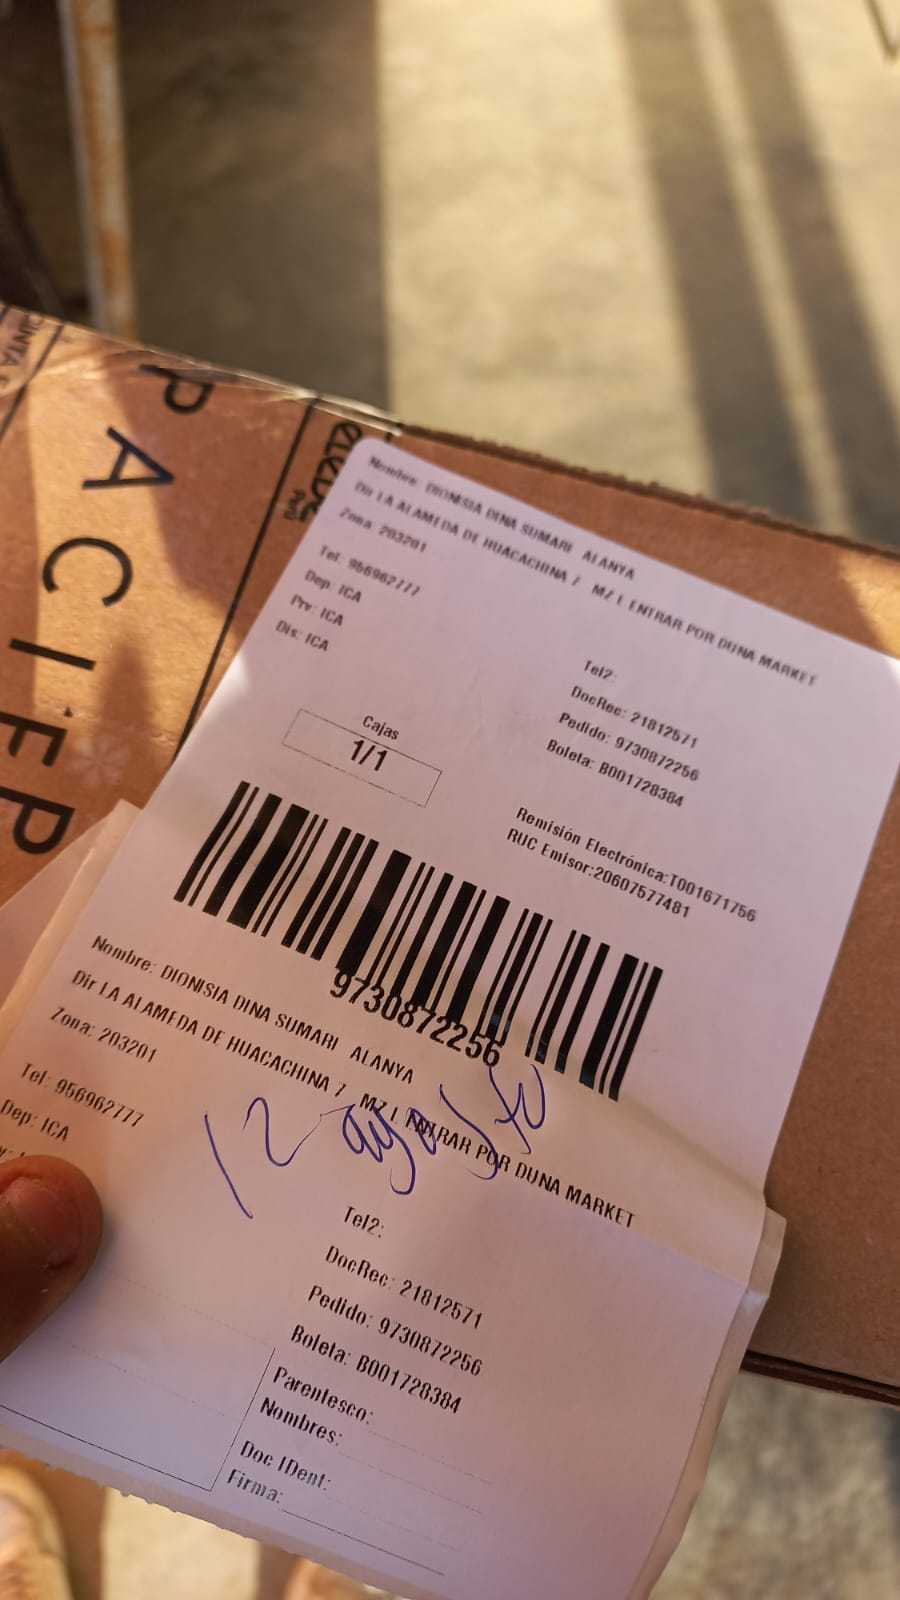 PACIFP
Nombre: DIONISIA DINA SUMARI ALANYA
Dir LA ALAMEDA DE HUACACHINA 7 MZ L ENTRAR POR DUNA MARKET
Zona: 203201
Tel: 956962777
Dep: ICA
Prv: ICA
Dis: ICA
Tel2:
DocRec: 21812571
Pedido: 9730872256
Boleta: B001728384
Cajas
1/1
Remisión Electrónica:T001671756
RUC Emisor:20607577481
9730872256
Nombre: DIONISIA DINA SUMARI ALANYA
Dir LA ALAMEDA DE HUACACHINA 7 MZ L ENTRAR POR DUNA MARKET
Zona: 203201
12 agosto
Tel: 956962777
Dep: ICA
Tel2:
DocRec: 21812571
Pedido: 9730872256
Boleta: B001728384
Parentesco:
Nombres:
Doc IDent:
Firma: